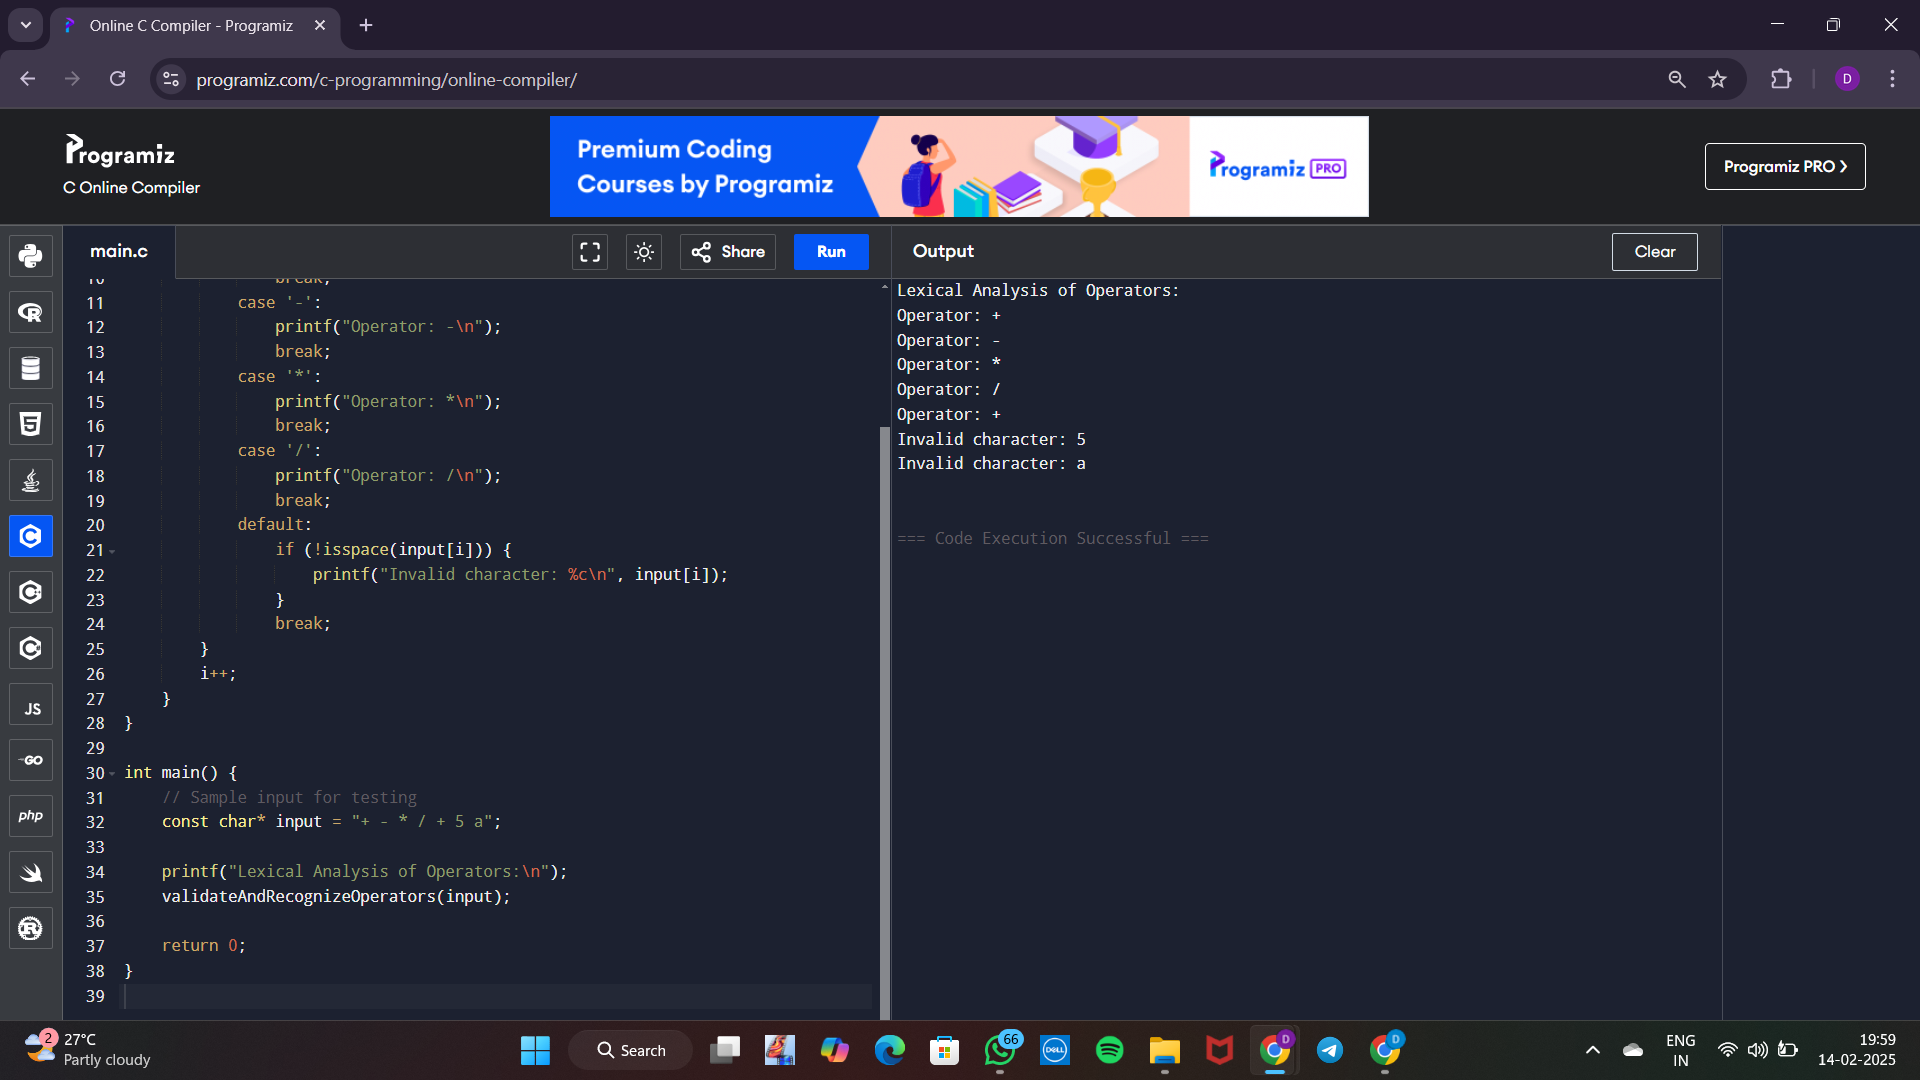 Online C Compiler - Programiz
programiz.com/c-programming/online-compiler/
D
Programiz
C Online Compiler
Premium Coding
Courses by Programiz
Programiz PRO
Programiz PRO ❯
main.c
Share
Run
Output
Clear
10 break;
11 case '-':
12 printf("Operator: -\n");
13 break;
14 case '*':
15 printf("Operator: *\n");
16 break;
17 case '/':
18 printf("Operator: /\n");
19 break;
20 default:
21 if (!isspace(input[i])) {
22 printf("Invalid character: %c\n", input[i]);
23 }
24 break;
25 }
26 i++;
27 }
28 }
29
30 int main() {
31 // Sample input for testing
32 const char* input = "+ - * / + 5 a";
33
34 printf("Lexical Analysis of Operators:\n");
35 validateAndRecognizeOperators(input);
36
37 return 0;
38 }
39
Lexical Analysis of Operators:
Operator: +
Operator: -
Operator: *
Operator: /
Operator: +
Invalid character: 5
Invalid character: a
=== Code Execution Successful ===
JS
GO
php
2
27°C
Partly cloudy
Search
66
DELL
D
D
ENG
IN
19:59
14-02-2025